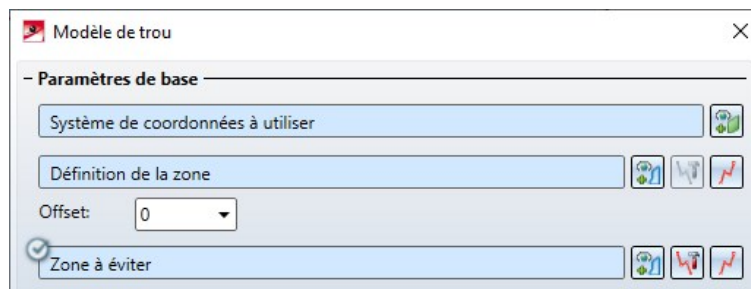 Modèle de trou
Paramètres de base
Système de coordonnées à utiliser
Définition de la zone
Offset: 0
Zone à éviter